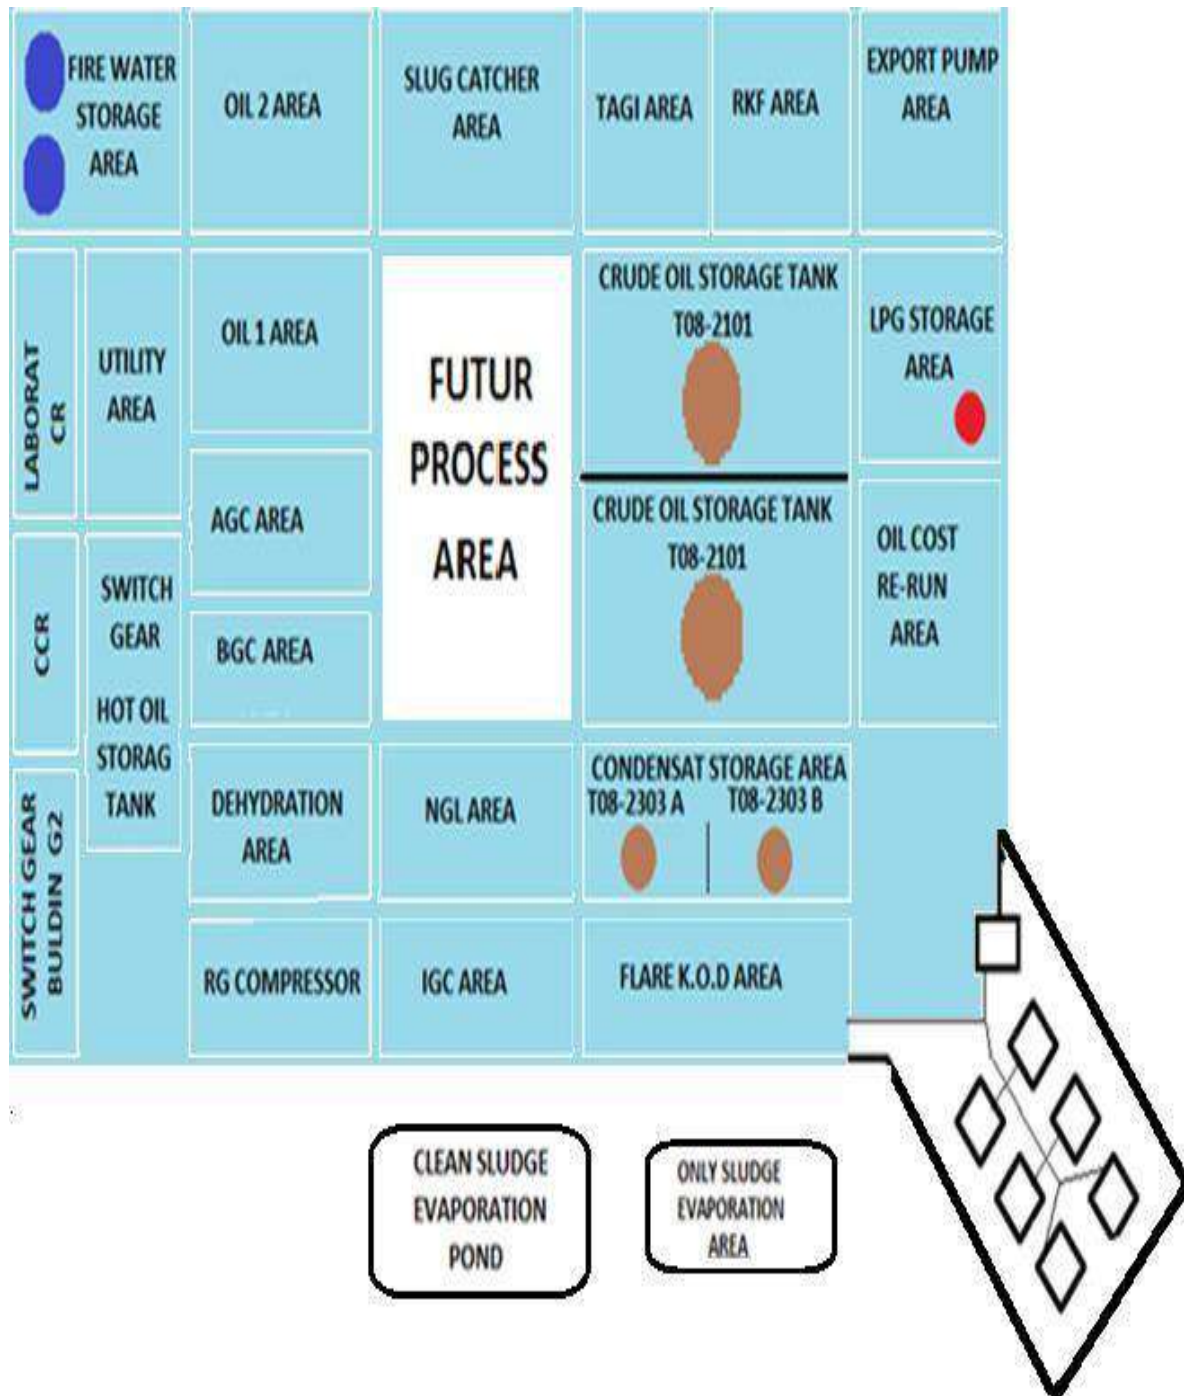 FIRE WATER
STORAGE
AREA
OIL 2 AREA
SLUG CATCHER
AREA
TAGI AREA
RKF AREA
EXPORT PUMP
AREA
LABORAT
CR
UTILITY
AREA
OIL 1 AREA
FUTUR
PROCESS
AREA
CRUDE OIL STORAGE TANK
T08-2101
LPG STORAGE
AREA
AGC AREA
CRUDE OIL STORAGE TANK
T08-2101
OIL COST
RE-RUN
AREA
CCR
SWITCH
GEAR
HOT OIL
STORAG
TANK
BGC AREA
SWITCH GEAR
BULDIN G2
DEHYDRATION
AREA
NGL AREA
CONDENSAT STORAGE AREA
T08-2303 A
T08-2303 B
RG COMPRESSOR
IGC AREA
FLARE K.O.D AREA
CLEAN SLUDGE
EVAPORATION
POND
ONLY SLUDGE
EVAPORATION
AREA